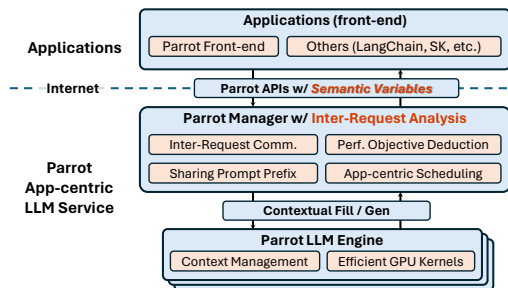 Applications (front-end)
Applications
Parrot Front-end
Others (LangChain, SK, etc.)
Internet
Parrot APIs w/ Semantic Variables
Parrot Manager w/ Inter-Request Analysis
Inter-Request Comm.
Perf. Objective Deduction
Sharing Prompt Prefix
App-centric Scheduling
Parrot
App-centric
LLM Service
Contextual Fill / Gen
Parrot LLM Engine
Context Management
Efficient GPU Kernels